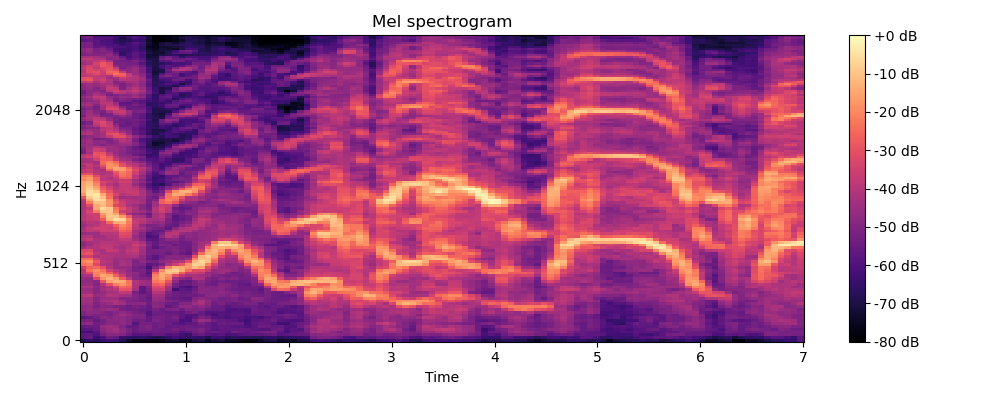 Mel spectrogram
+0 dB
-10 dB
-20 dB
-30 dB
-40 dB
-50 dB
-60 dB
-70 dB
-80 dB
2048
1024
512
0
Hz
0 1 2 3 4 5 6 7
Time